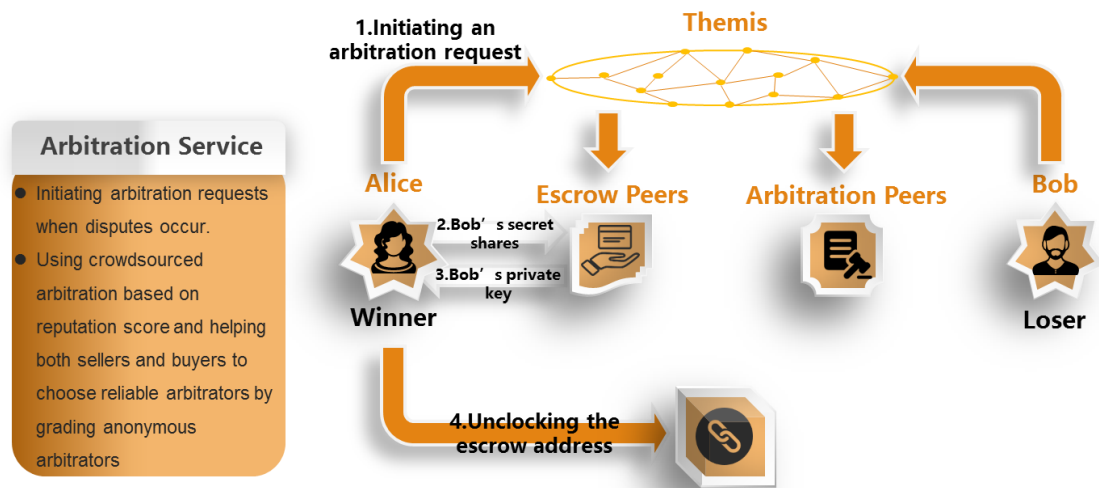 1.Initiating an
arbitration request
Themis
Arbitration Service
● Initiating arbitration requests
when disputes occur.
● Using crowdsourced
arbitration based on
reputation score and helping
both sellers and buyers to
choose reliable arbitrators by
grading anonymous
arbitrators
Alice
Escrow Peers
Arbitration Peers
Bob
2.Bob’s secret
shares
3.Bob’s private
key
Winner
Loser
4.Unclocking the
escrow address